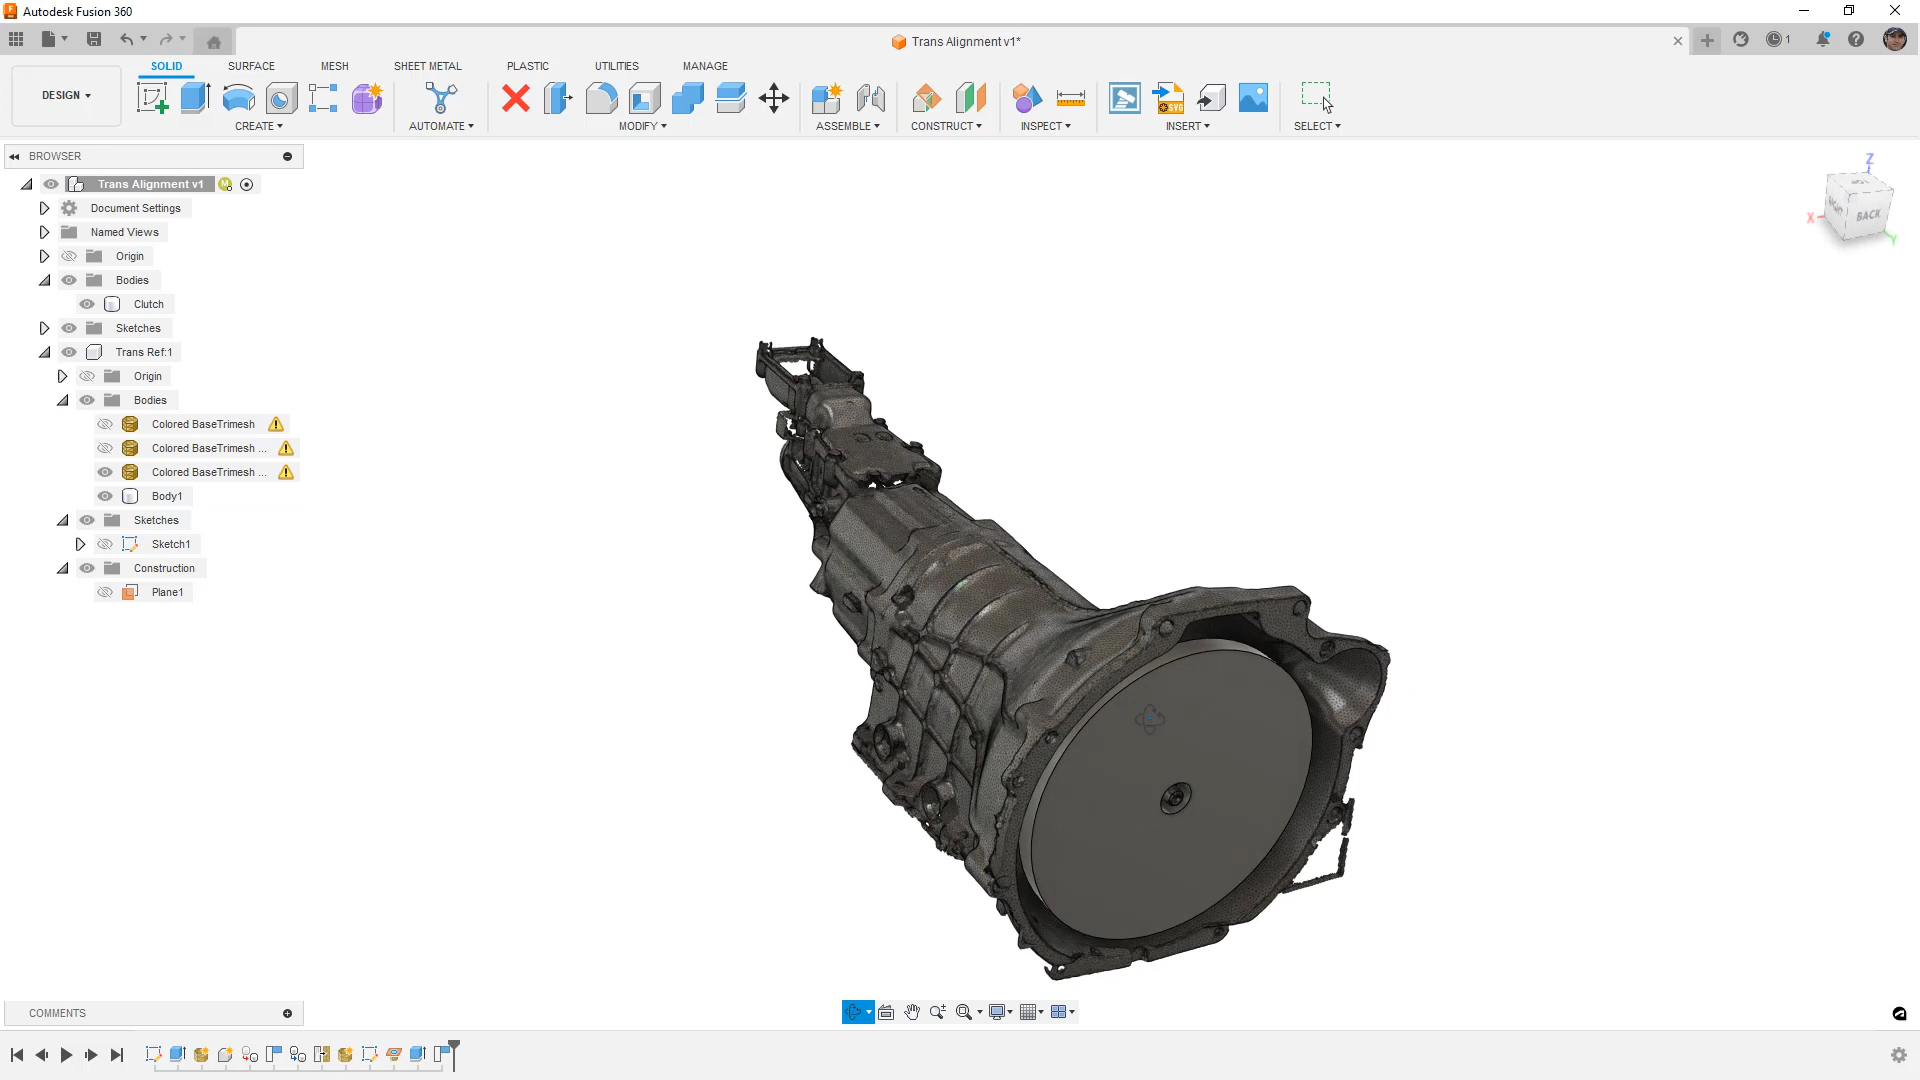 Autodesk Fusion 360
Trans Alignment v1*
1
SOLID
SURFACE
MESH
SHEET METAL
PLASTIC
UTILITIES
MANAGE
DESIGN
SVG
CREATE
AUTOMATE
MODIFY
ASSEMBLE
CONSTRUCT
INSPECT
INSERT
SELECT
BROWSER
Trans Alignment v1
Document Settings
Named Views
Origin
Bodies
Clutch
Sketches
Trans Ref:1
Origin
Bodies
Colored BaseTrimesh
Colored BaseTrimesh ...
Colored BaseTrimesh ...
Body1
Sketches
Sketch1
Construction
Plane1
Z
X
BACK
Y
COMMENTS